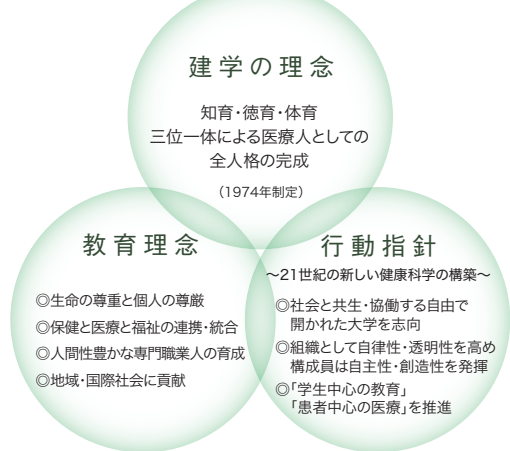 建学の理念
知育・徳育・体育
三位一体による医療人としての
全人格の完成
（1974年制定）
教育理念
◎生命の尊重と個人の尊厳
◎保健と医療と福祉の連携・統合
◎人間性豊かな専門職業人の育成
◎地域・国際社会に貢献
行動指針
～21世紀の新しい健康科学の構築～
◎社会と共生・協働する自由で
開かれた大学を志向
◎組織として自律性・透明性を高め
構成員は自主性・創造性を発揮
◎「学生中心の教育」
「患者中心の医療」を推進